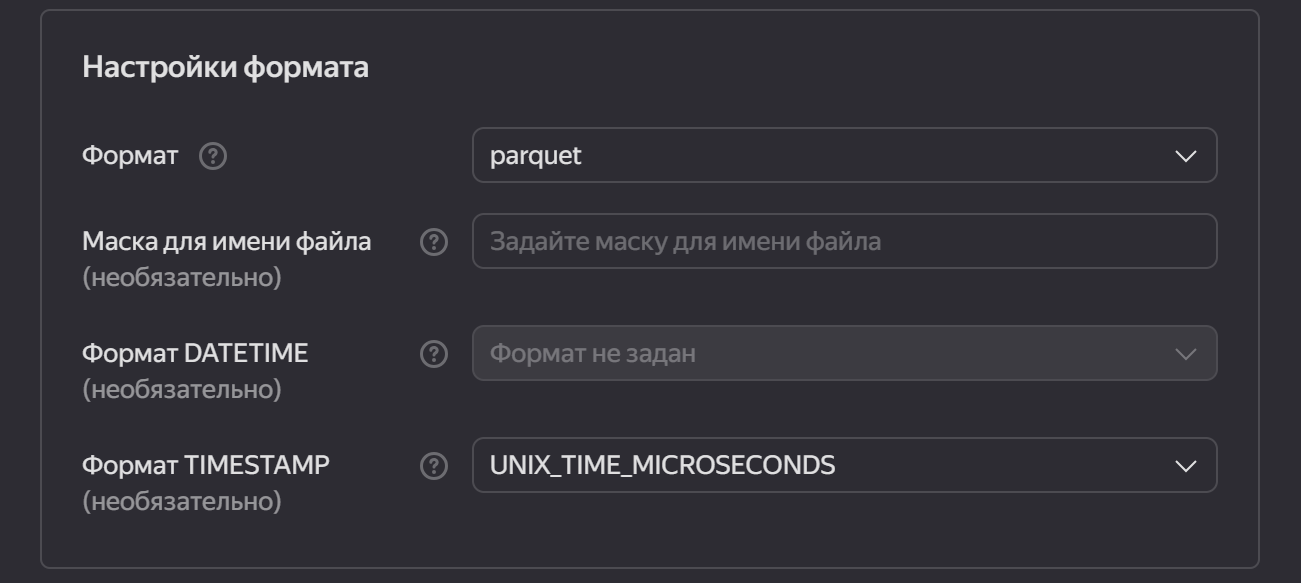 Настройки формата
Формат ? parquet
Маска для имени файла ? Задайте маску для имени файла
(необязательно)
Формат DATETIME ? Формат не задан
(необязательно)
Формат TIMESTAMP ? UNIX_TIME_MICROSECONDS
(необязательно)